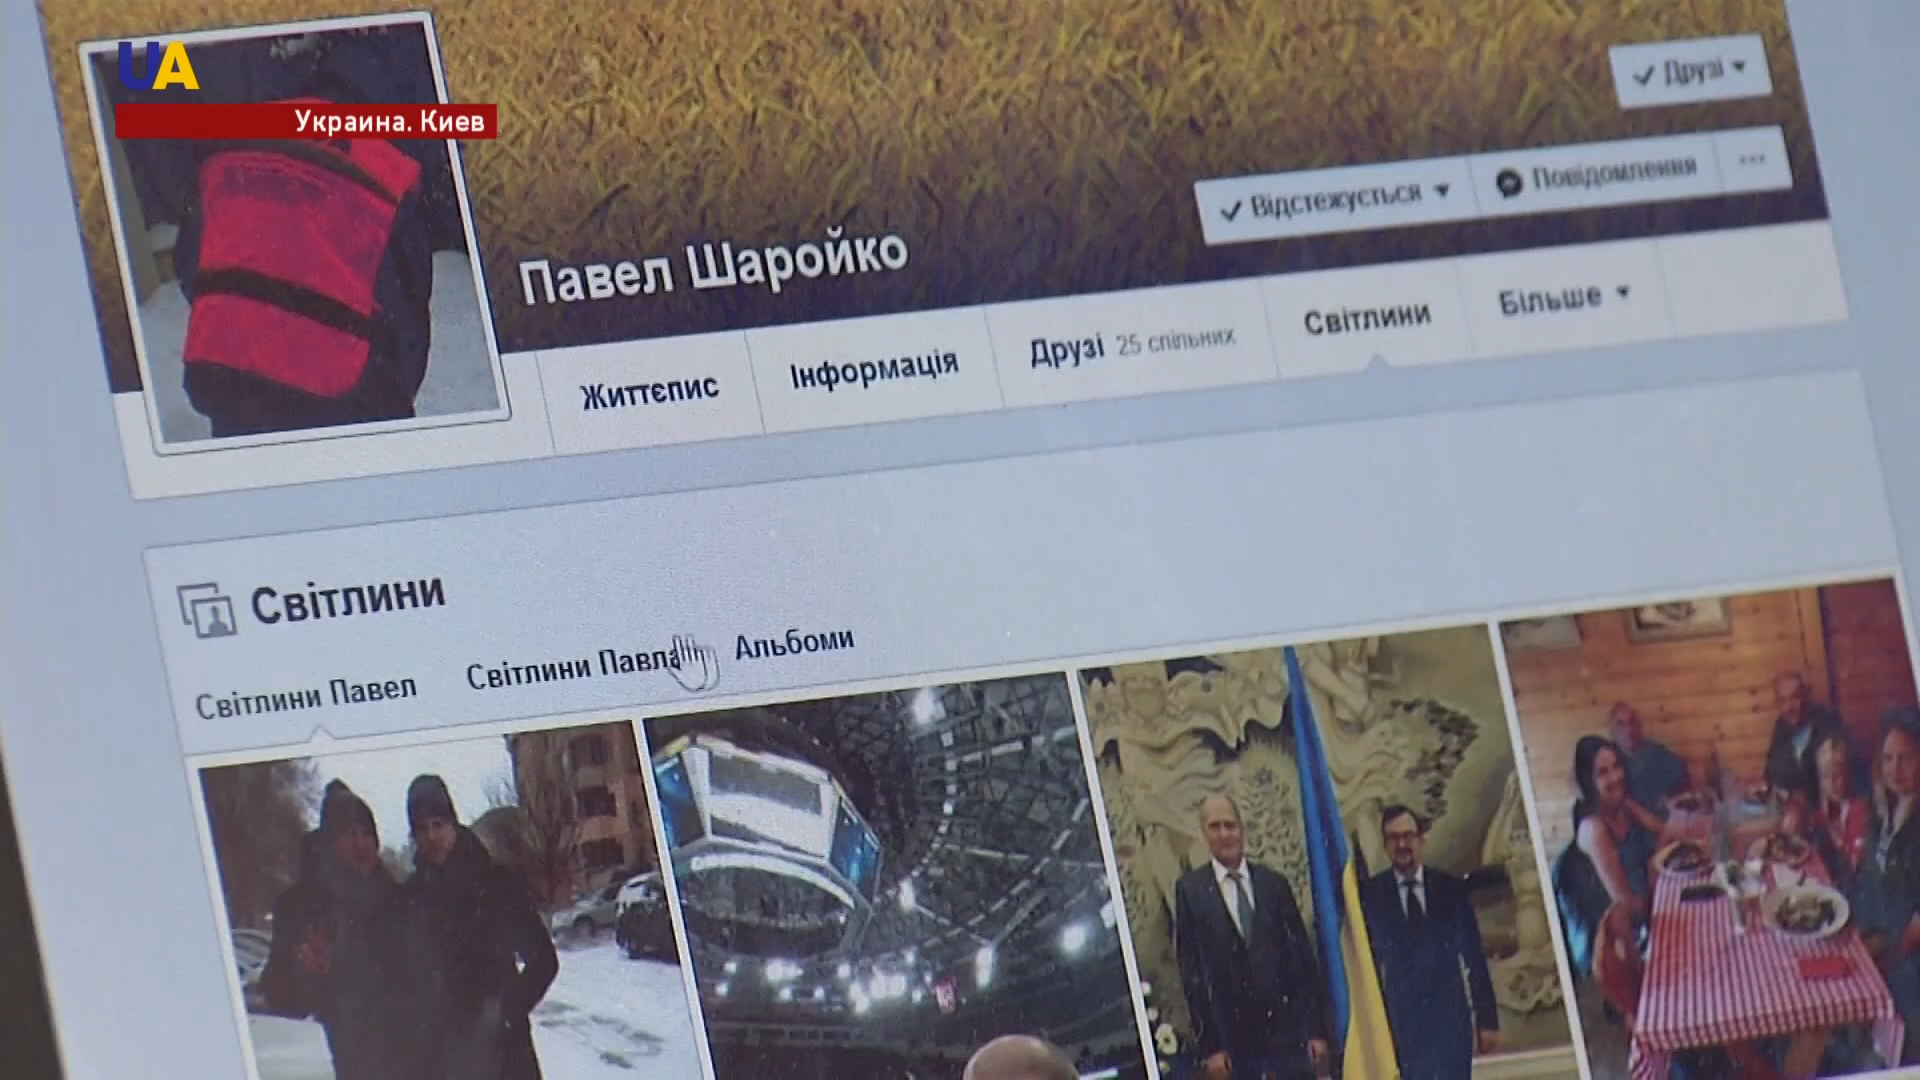 UA
Украина. Киев
Друзі
Відстежується
Повідомлення
Павел Шаройко
Життєпис
Інформація
Друзі 25 спільних
Світлини
Більше
Світлини
Світлини Павел
Світлини Павла
Альбоми